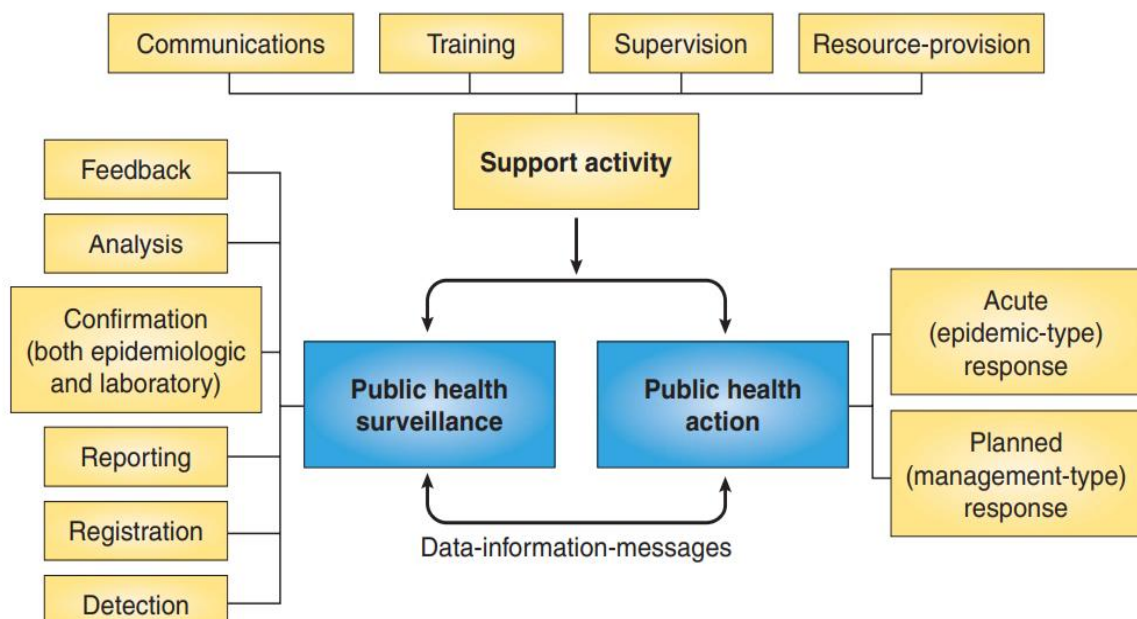 Communications
Training
Supervision
Resource-provision
Support activity
Feedback
Analysis
Confirmation
(both epidemiologic
and laboratory)
Reporting
Registration
Detection
Public health
surveillance
Public health
action
Acute
(epidemic-type)
response
Planned
(management-type)
response
Data-information-messages